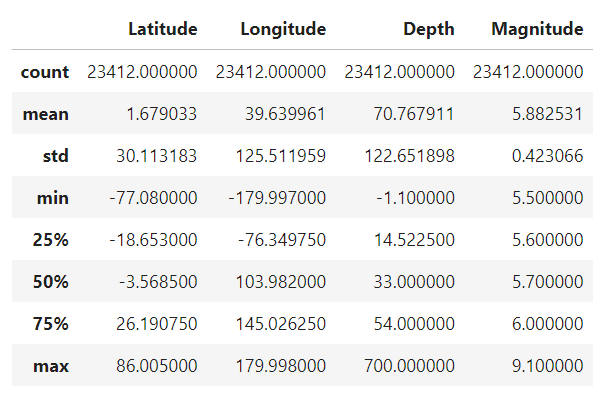 Latitude Longitude Depth Magnitude
count 23412.000000 23412.000000 23412.000000 23412.000000
mean 1.679033 39.639961 70.767911 5.882531
std 30.113183 125.511959 122.651898 0.423066
min -77.080000 -179.997000 -1.100000 5.500000
25% -18.653000 -76.349750 14.522500 5.600000
50% -3.568500 103.982000 33.000000 5.700000
75% 26.190750 145.026250 54.000000 6.000000
max 86.005000 179.998000 700.000000 9.100000